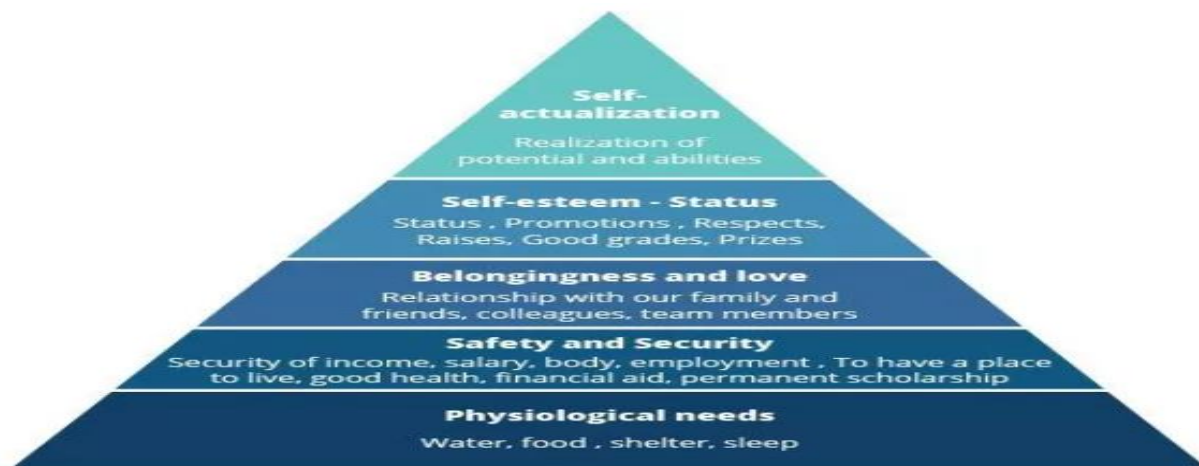 Self-
actualization
Realization of
potential and abilities
Self-esteem - Status
Status , Promotions , Respects,
Raises, Good grades, Prizes
Belongingness and love
Relationship with our family and
friends, colleagues, team members
Safety and Security
Security of income, salary, body, employment , To have a place
to live, good health, financial aid, permanent scholarship
Physiological needs
Water, food , shelter, sleep